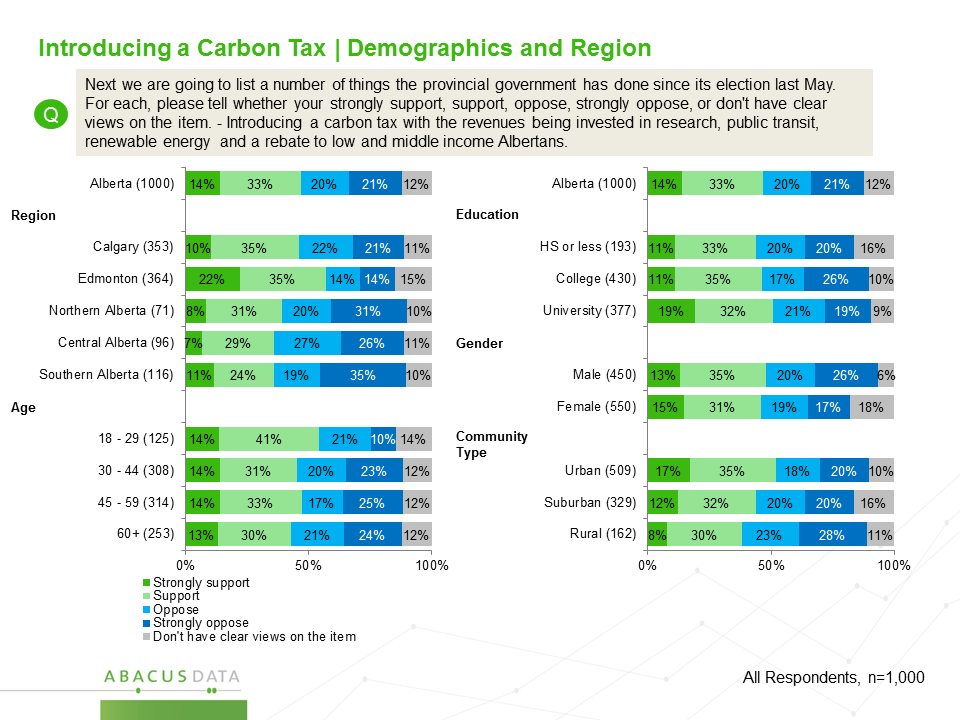 Introducing a Carbon Tax | Demographics and Region
Q
Next we are going to list a number of things the provincial government has done since its election last May.
For each, please tell whether your strongly support, support, oppose, strongly oppose, or don't have clear
views on the item. - Introducing a carbon tax with the revenues being invested in research, public transit,
renewable energy and a rebate to low and middle income Albertans.
Alberta (1000) 14% 33% 20% 21% 12%
Region
Calgary (353) 10% 35% 22% 21% 11%
Edmonton (364) 22% 35% 14% 14% 15%
Northern Alberta (71) 8% 31% 20% 31% 10%
Central Alberta (96) 7% 29% 27% 26% 11%
Southern Alberta (116) 11% 24% 19% 35% 10%
Age
18 - 29 (125) 14% 41% 21% 10% 14%
30 - 44 (308) 14% 31% 20% 23% 12%
45 - 59 (314) 14% 33% 17% 25% 12%
60+ (253) 13% 30% 21% 24% 12%
0% 50% 100%
Strongly support
Support
Oppose
Strongly oppose
Don't have clear views on the item
Alberta (1000) 14% 33% 20% 21% 12%
Education
HS or less (193) 11% 33% 20% 20% 16%
College (430) 11% 35% 17% 26% 10%
University (377) 19% 32% 21% 19% 9%
Gender
Male (450) 13% 35% 20% 26% 6%
Female (550) 15% 31% 19% 17% 18%
Community
Type
Urban (509) 17% 35% 18% 20% 10%
Suburban (329) 12% 32% 20% 20% 16%
Rural (162) 8% 30% 23% 28% 11%
0% 50% 100%
ABACUS DATA
All Respondents, n=1,000